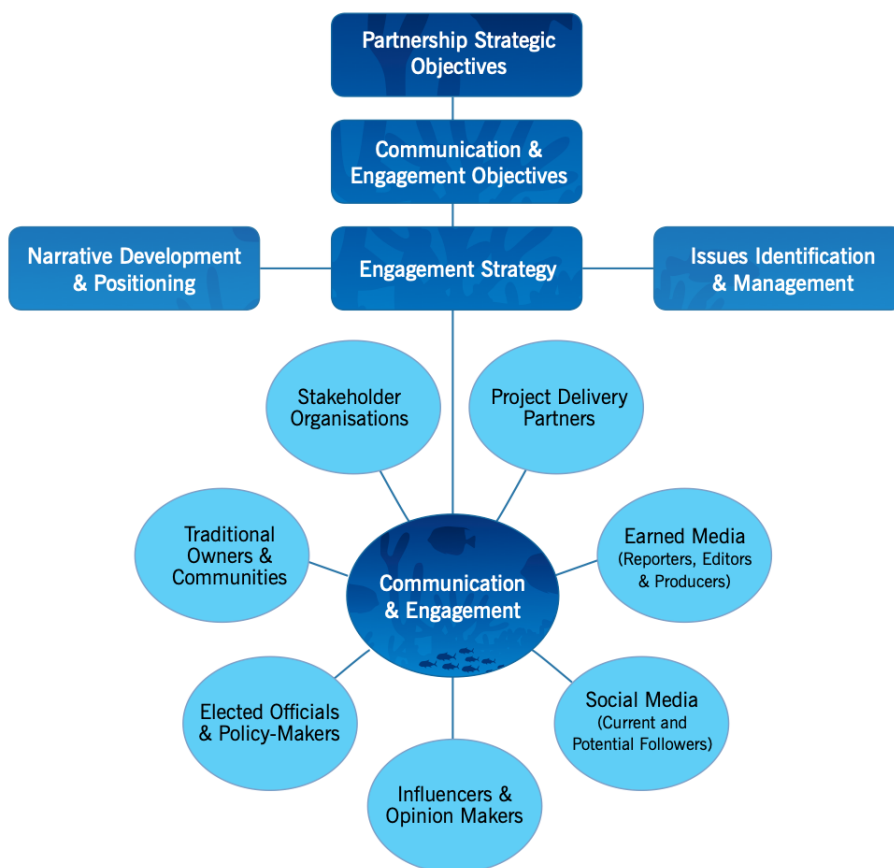 Partnership Strategic
Objectives
Communication &
Engagement Objectives
Narrative Development
& Positioning
Engagement Strategy
Issues Identification
& Management
Stakeholder
Organisations
Project Delivery
Partners
Traditional
Owners &
Communities
Earned Media
(Reporters, Editors
& Producers)
Communication
& Engagement
Elected Officials
& Policy-Makers
Social Media
(Current and
Potential Followers)
Influencers &
Opinion Makers